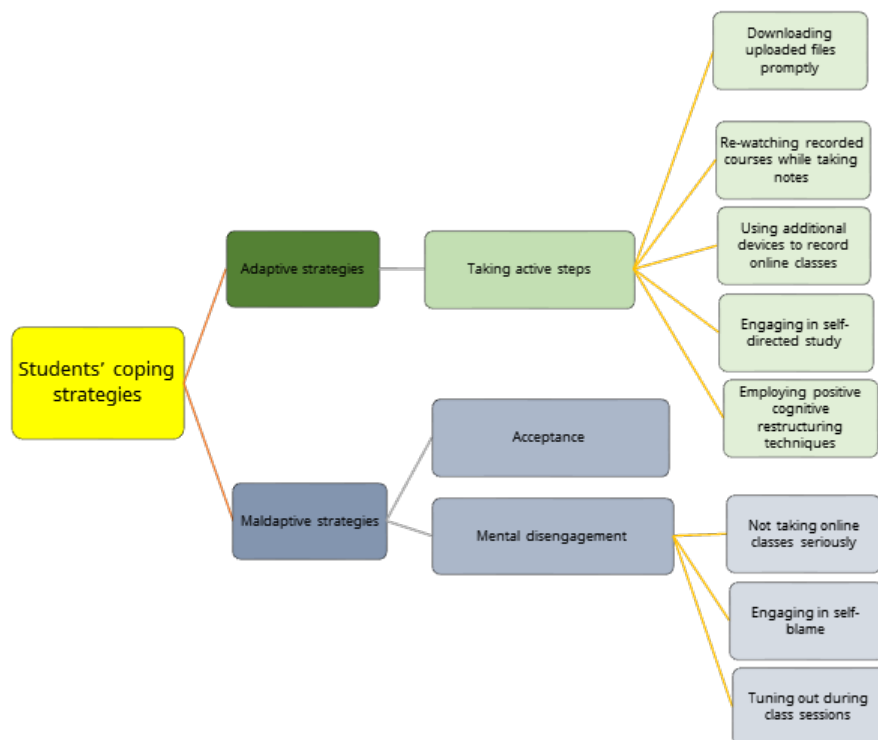 Downloading
uploaded files
promptly
Re-watching recorded
courses while taking
notes
Using additional
devices to record
online classes
Adaptive strategies
Taking active steps
Engaging in self-
directed study
Students’ coping
strategies
Employing positive
cognitive
restructuring
techniques
Acceptance
Maldaptive strategies
Mental disengagement
Not taking online
classes seriously
Engaging in self-
blame
Tuning out during
class sessions